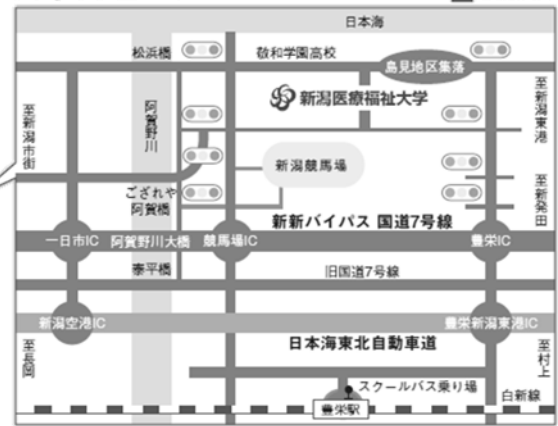 日本海
松浜橋
敬和学園高校
島見地区集落
至新潟市街
阿賀野川
新潟医療福祉大学
至新潟東港
新潟競馬場
ござれや
阿賀橋
至新発田
新新バイパス 国道7号線
一日市IC
阿賀野川大橋
競馬場IC
豊栄IC
泰平橋
旧国道7号線
新潟空港IC
豊栄新潟東港IC
日本海東北自動車道
至長岡
至村上
スクールバス乗り場
豊栄駅
白新線